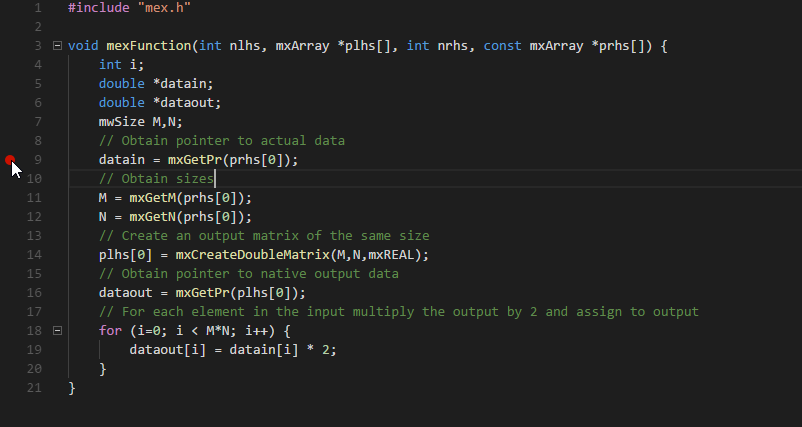 1 #include "mex.h"
2
3 void mexFunction(int nlhs, mxArray *plhs[], int nrhs, const mxArray *prhs[]) {
4     int i;
5     double *datain;
6     double *dataout;
7     mwSize M,N;
8     // Obtain pointer to actual data
9     datain = mxGetPr(prhs[0]);
10     // Obtain sizes
11     M = mxGetM(prhs[0]);
12     N = mxGetN(prhs[0]);
13     // Create an output matrix of the same size
14     plhs[0] = mxCreateDoubleMatrix(M,N,mxREAL);
15     // Obtain pointer to native output data
16     dataout = mxGetPr(plhs[0]);
17     // For each element in the input multiply the output by 2 and assign to output
18     for (i=0; i < M*N; i++) {
19         dataout[i] = datain[i] * 2;
20     }
21 }